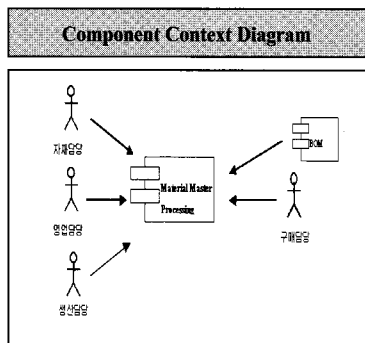 Component Context Diagram
자재담당
BOM
Material Master
Processing
영업담당
구매담당
생산담당